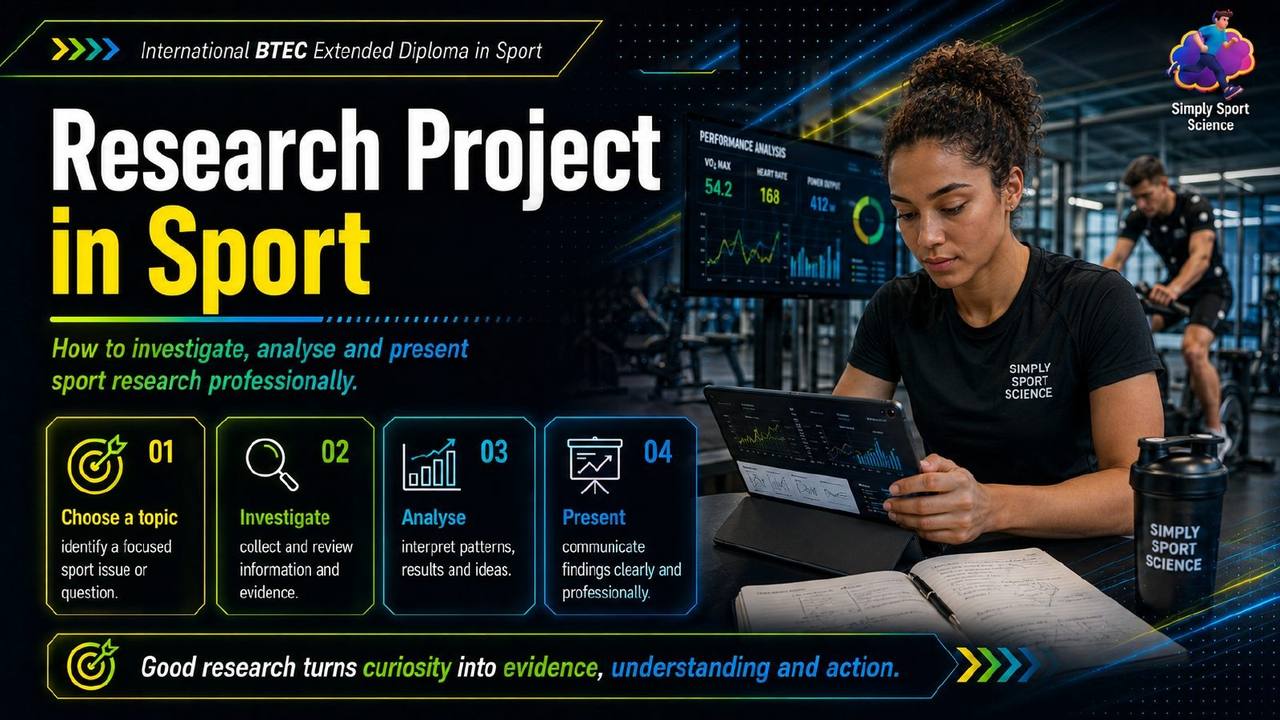 International BTEC Extended Diploma in Sport
Simply Sport
Science
Research Project
in Sport
How to investigate, analyse and present
sport research professionally.
01
Choose a topic
identify a focused
sport issue or
question.
02
Investigate
collect and review
information and
evidence.
03
Analyse
interpret patterns,
results and ideas.
04
Present
communicate
findings clearly and
professionally.
Good research turns curiosity into evidence, understanding and action.
PERFORMANCE ANALYSIS
VO₂ MAX
54.2
HEART RATE
168
POWER OUTPUT
412 W
SIMPLY
SPORT
SCIENCE
SIMPLY
SPORT
SCIENCE